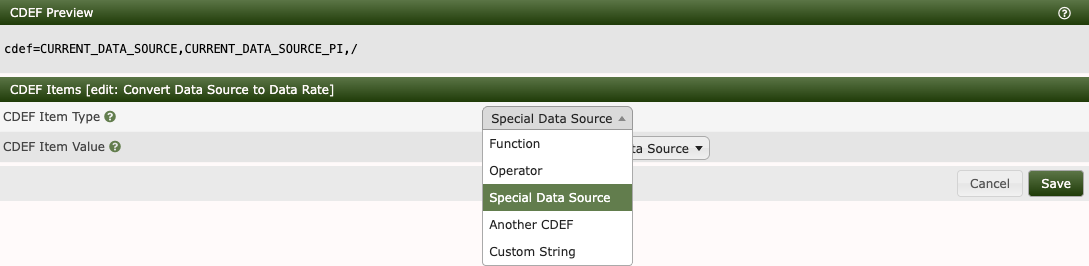 CDEF Preview
cdef=CURRENT_DATA_SOURCE,CURRENT_DATA_SOURCE_PI,/
CDEF Items [edit: Convert Data Source to Data Rate]
CDEF Item Type
Special Data Source
Function
CDEF Item Value
ta Source
Operator
Special Data Source
Cancel
Save
Another CDEF
Custom String